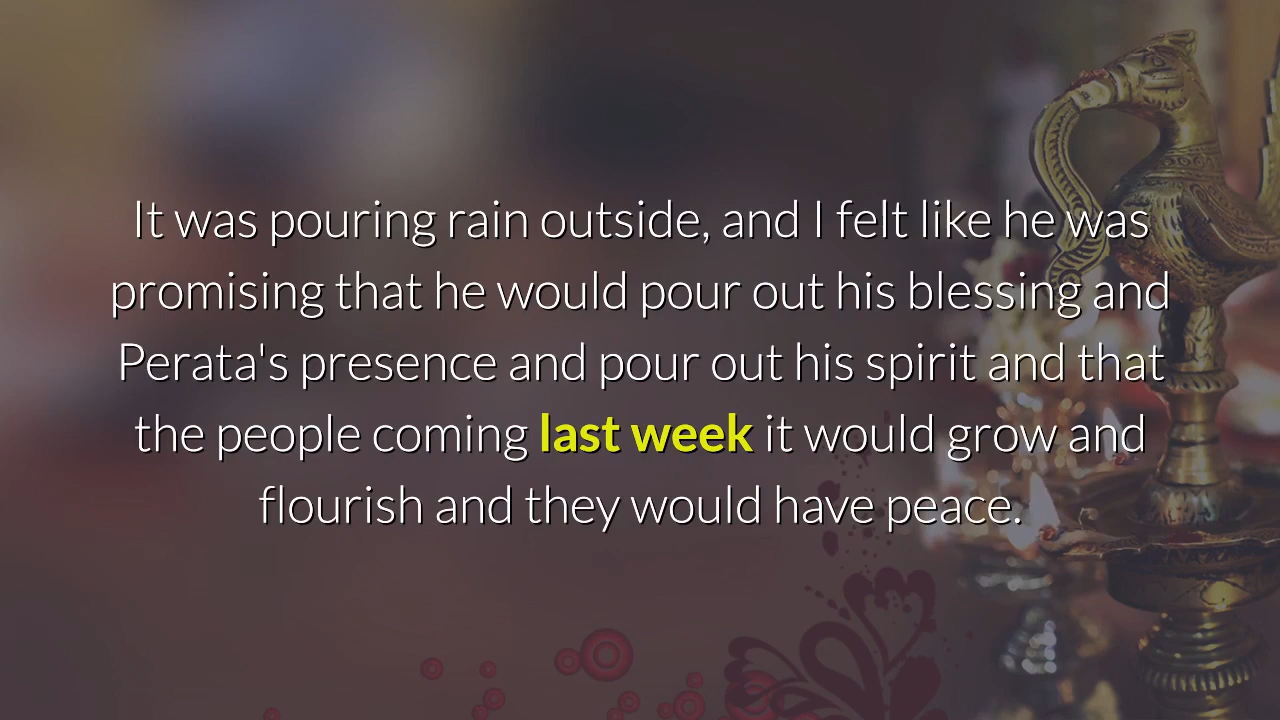 It was pouring rain outside, and I felt like he was
promising that he would pour out his blessing and
Perata's presence and pour out his spirit and that
the people coming last week it would grow and
flourish and they would have peace.